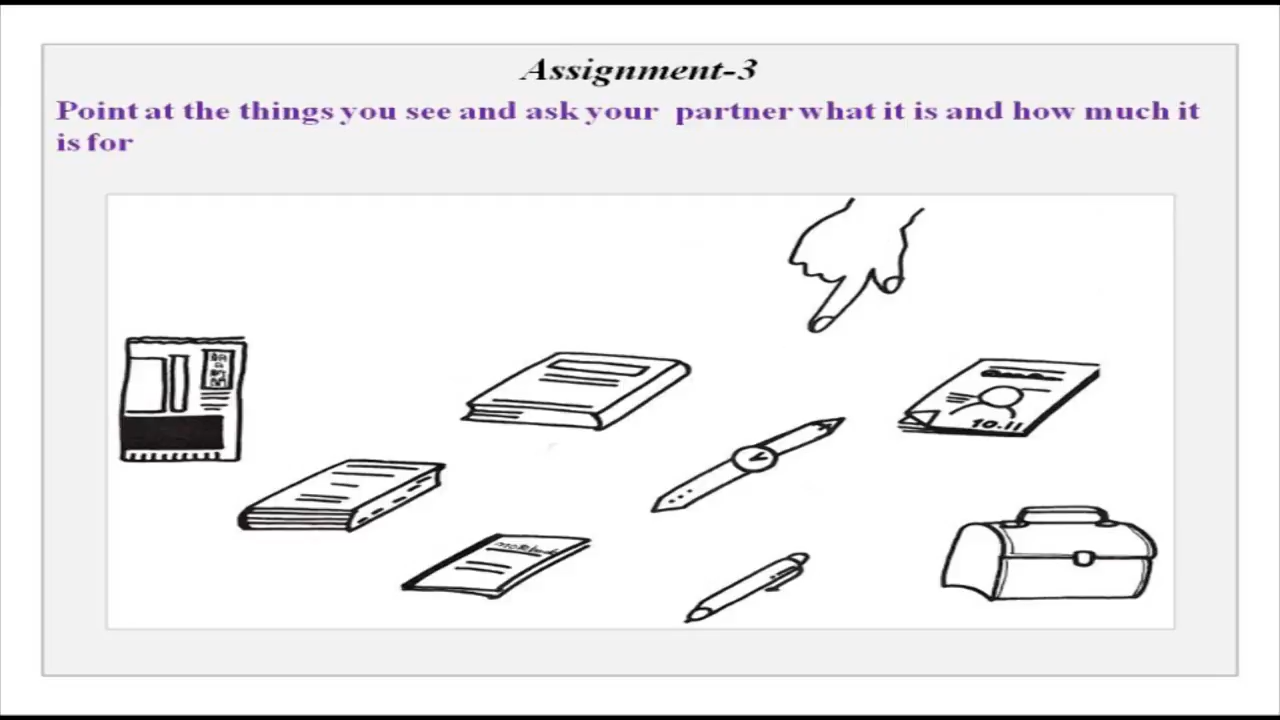 Assignment-3
Point at the things you see and ask your partner what it is and how much it
is for
10.11
notebook